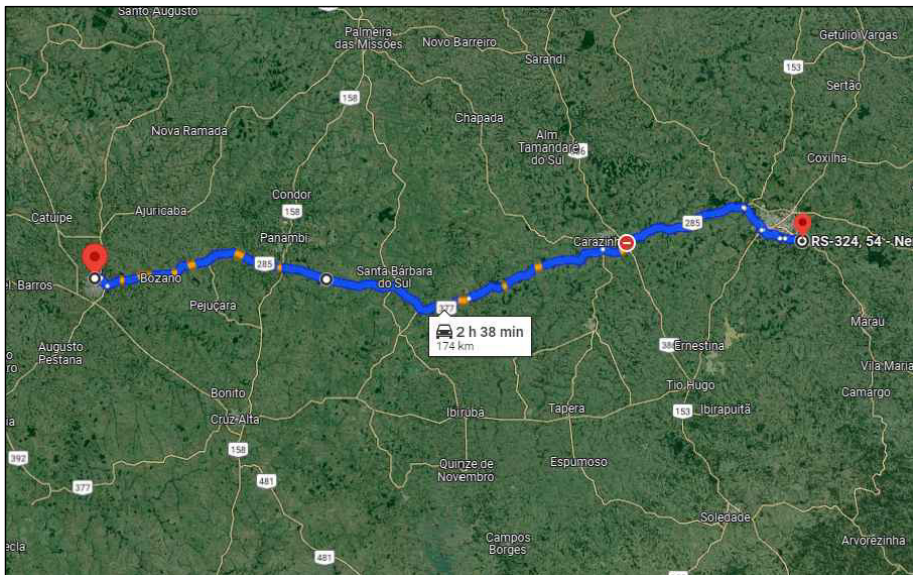 Santo Augusto
Palmeira
das Missões
Novo Barreiro
Getúlio Vargas
153
Sarandi
Sertão
158
Chapada
Nova Ramada
Alm.
Tamandaré
do Sul
Coxilha
Condor
158
Catuípe
Ajuricaba
Panambi
285
Carazinho
RS-324, 54 - Ne
285
Santa Bárbara
do Sul
Bozano
el. Barros
Pejuçara
377
2 h 38 min
174 km
Marau
Augusto
Pestana
Ernestina
Vila Maria
Tio Hugo
Camargo
Bonito
Ibirubá
Tapera
153
Ibirapuitã
Cruz Alta
158
392
Quinze de
Novembro
Espumoso
481
377
Soledade
Campos
Borges
Arvorezinha
481